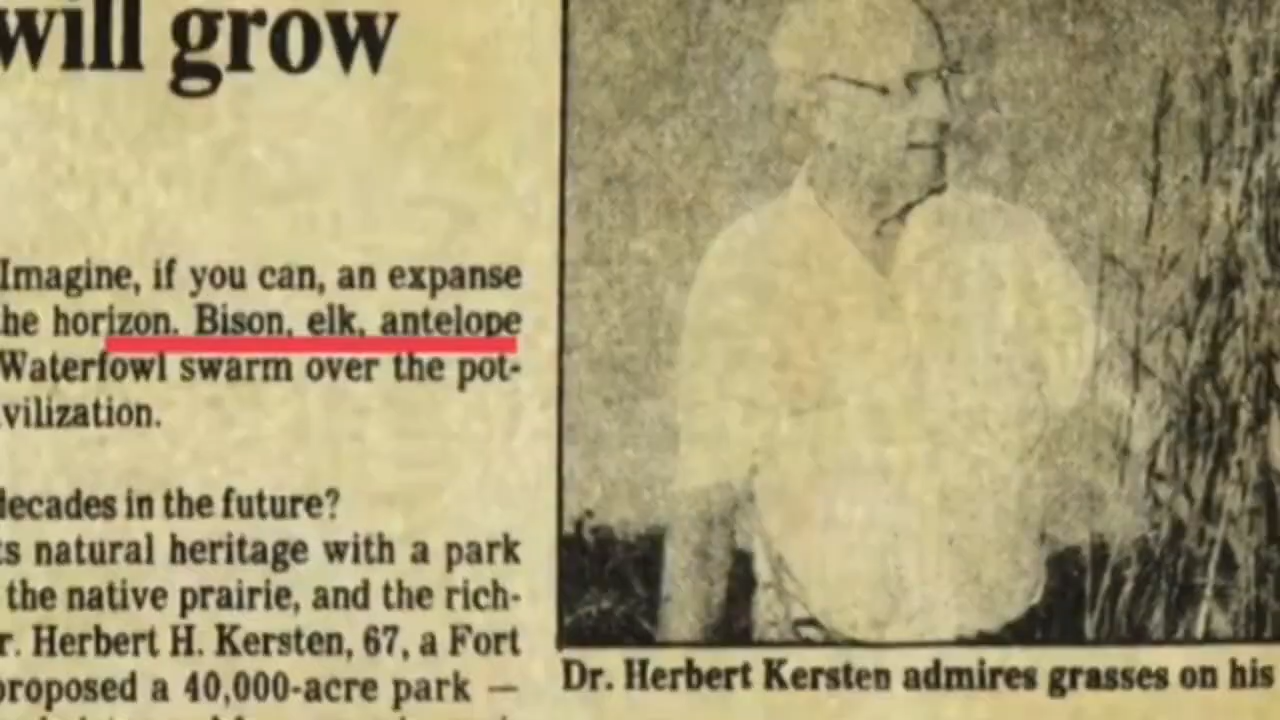 will grow
Imagine, if you can, an expanse
he horizon. Bison, elk, antelope
Waterfowl swarm over the pot-
vilization.
decades in the future?
ts natural heritage with a park
the native prairie, and the rich-
r. Herbert H. Kersten, 67, a Fort
proposed a 40,000-acre park —
Dr. Herbert Kersten admires grasses on his